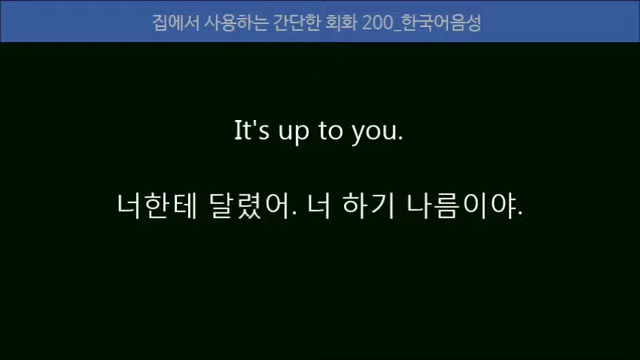 집에서 사용하는 간단한 회화 200_한국어음성
It's up to you.
너한테 달렸어. 너 하기 나름이야.